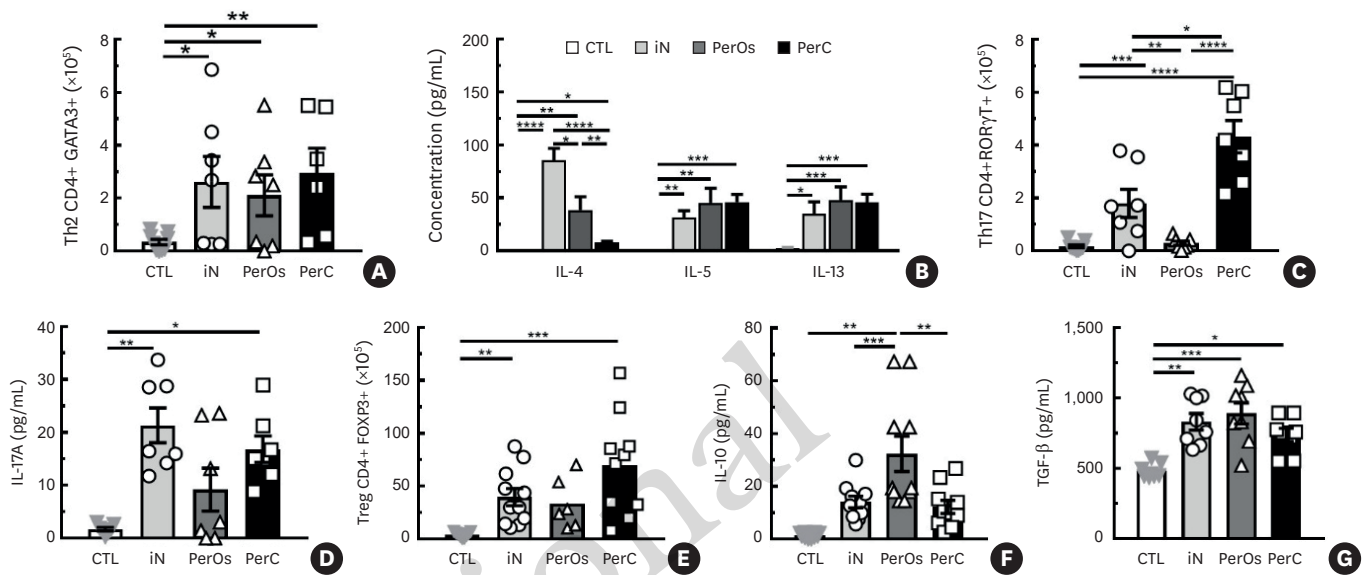 **
*
*
8
6
4
2
0
Th2 CD4+ GATA3+ (×10⁵)
CTL iN PerOs PerC
A
CTL iN PerOs PerC
200
150
100
50
0
Concentration (pg/mL)
*
**
**** ****
* **
***
**
**
***
***
*
IL-4 IL-5 IL-13
B
*
** ****
***
****
8
6
4
2
0
Th17 CD4+RORγT+ (×10⁵)
CTL iN PerOs PerC
C
*
**
40
30
20
10
0
IL-17A (pg/mL)
CTL iN PerOs PerC
D
***
**
200
150
100
50
0
Treg CD4+ FOXP3+ (×10⁵)
CTL iN PerOs PerC
E
** **
***
80
60
40
20
0
IL-10 (pg/mL)
CTL iN PerOs PerC
F
*
***
**
1,500
1,000
500
0
TGF-β (pg/mL)
CTL iN PerOs PerC
G
ional